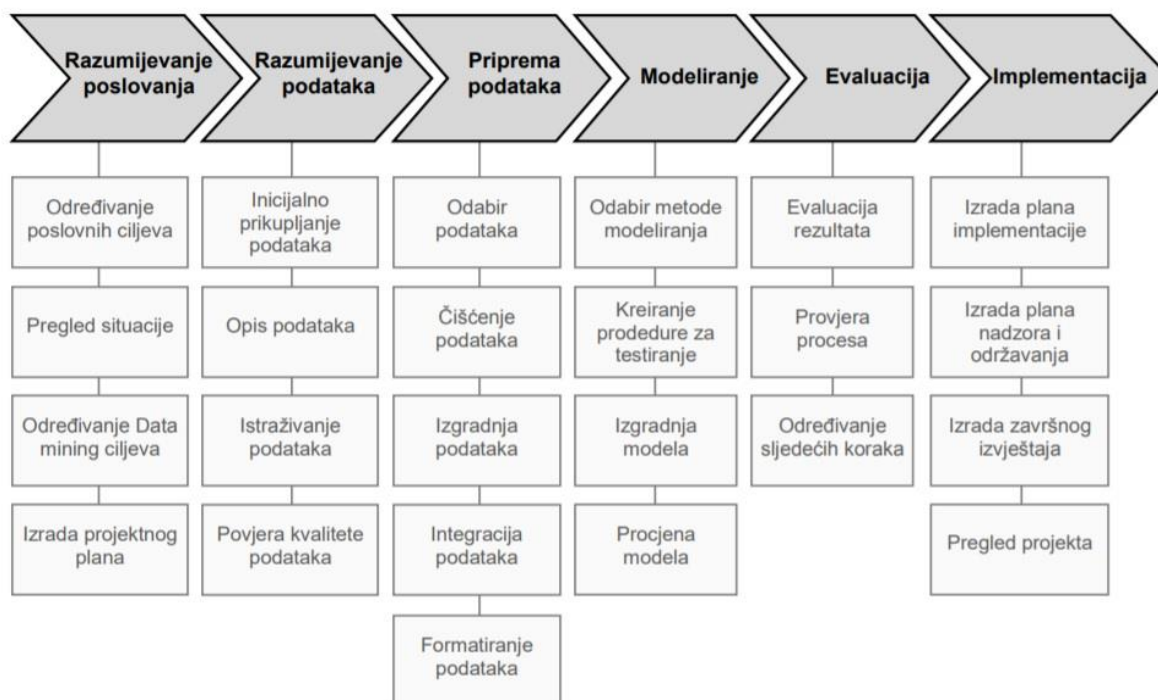 Razumijevanje
poslovanja
Razumijevanje
podataka
Priprema
podataka
Modeliranje
Evaluacija
Implementacija
Određivanje
poslovnih ciljeva
Pregled situacije
Određivanje Data
mining ciljeva
Izrada projektnog
plana
Inicijalno
prikupljanje
podataka
Opis podataka
Istraživanje
podataka
Povjera kvalitete
podataka
Odabir
podataka
Čišćenje
podataka
Izgradnja
podataka
Integracija
podataka
Formatiranje
podataka
Odabir metode
modeliranja
Kreiranje
prodedure za
testiranje
Izgradnja
modela
Procjena
modela
Evaluacija
rezultata
Provjera
procesa
Određivanje
sljedećih koraka
Izrada plana
implementacije
Izrada plana
nadzora i
održavanja
Izrada završnog
izvještaja
Pregled projekta